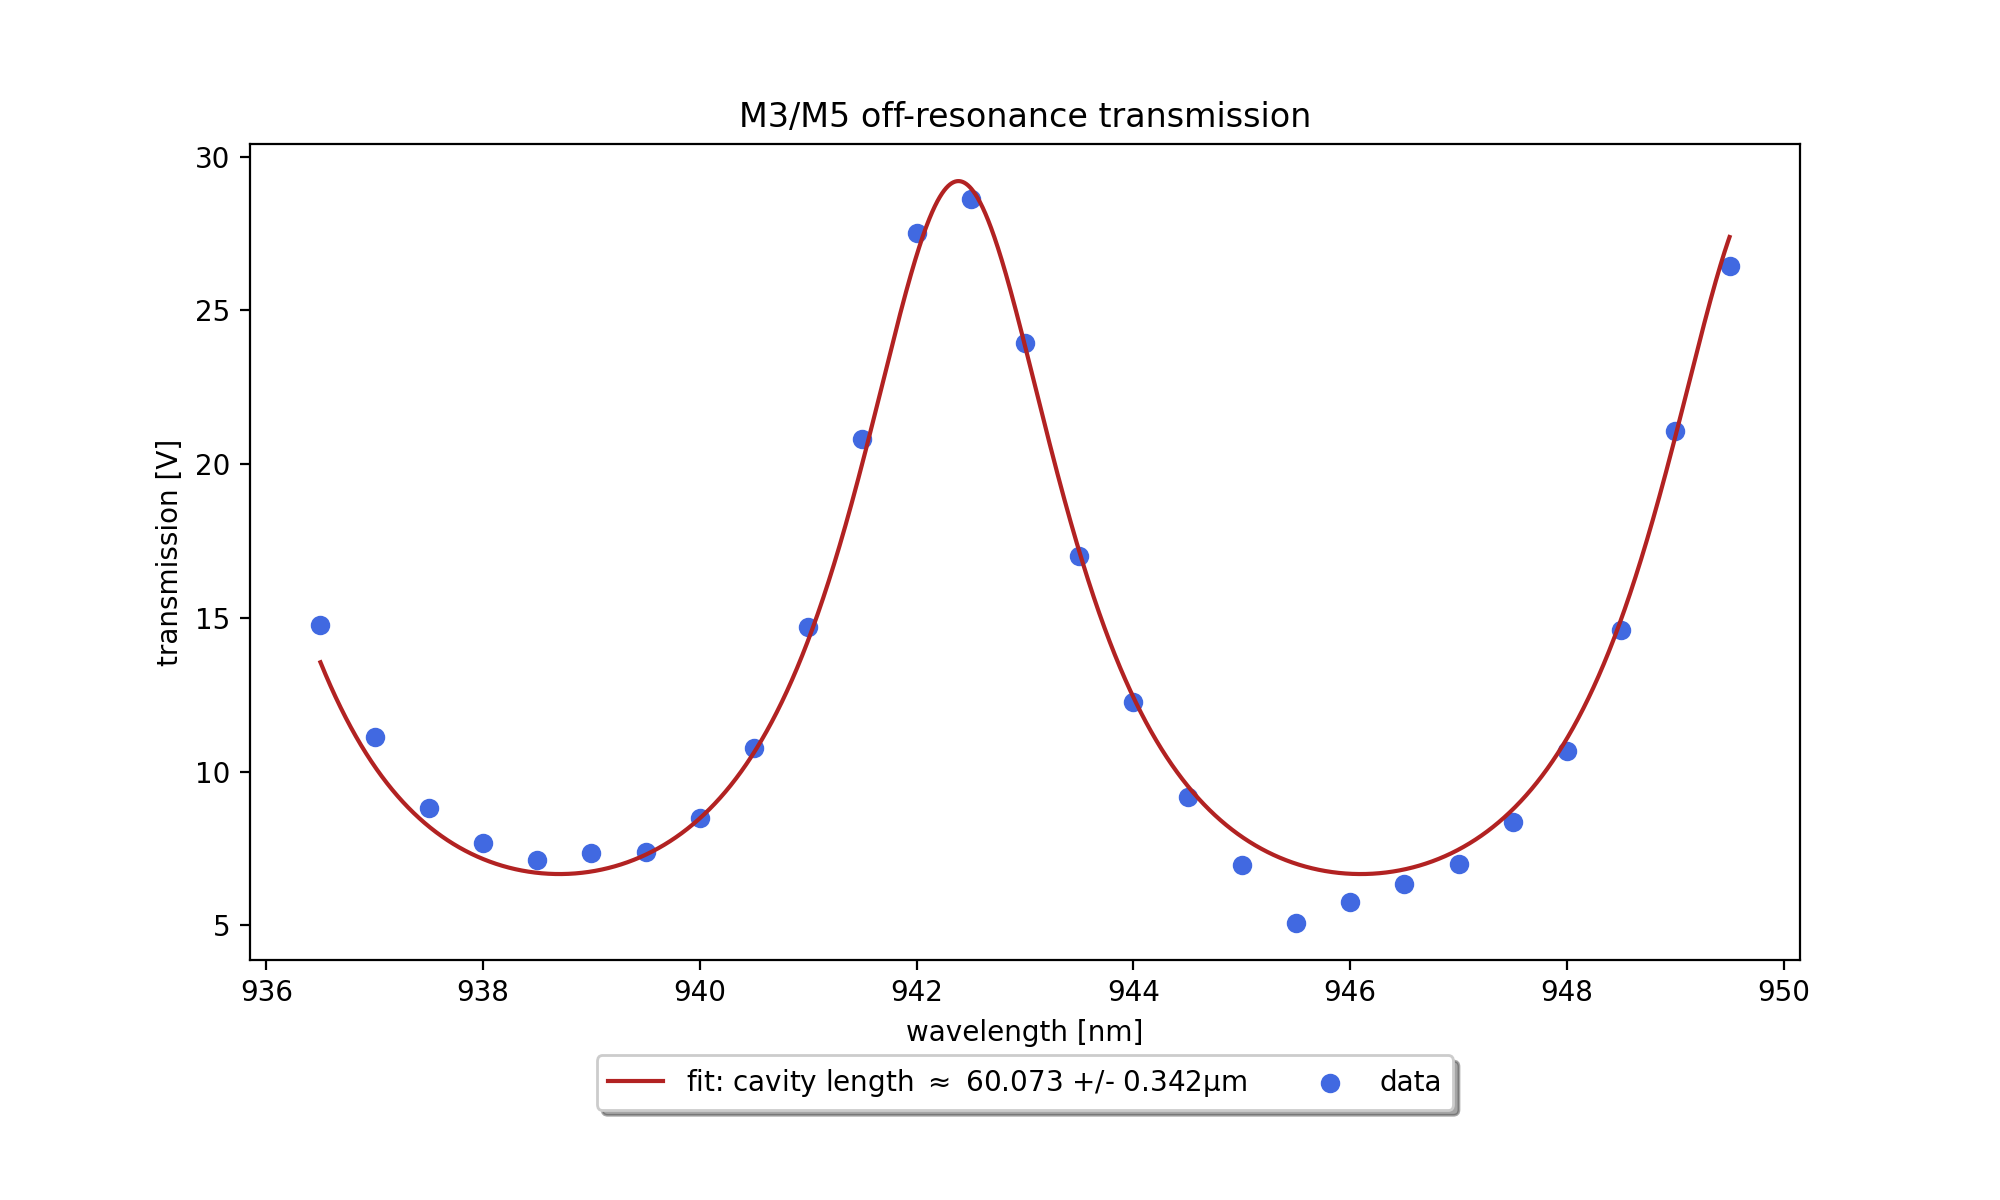 M3/M5 off-resonance transmission
30
25
20
15
10
5
transmission [V]
936 938 940 942 944 946 948 950
wavelength [nm]
fit: cavity length ≈ 60.073 +/- 0.342μm data